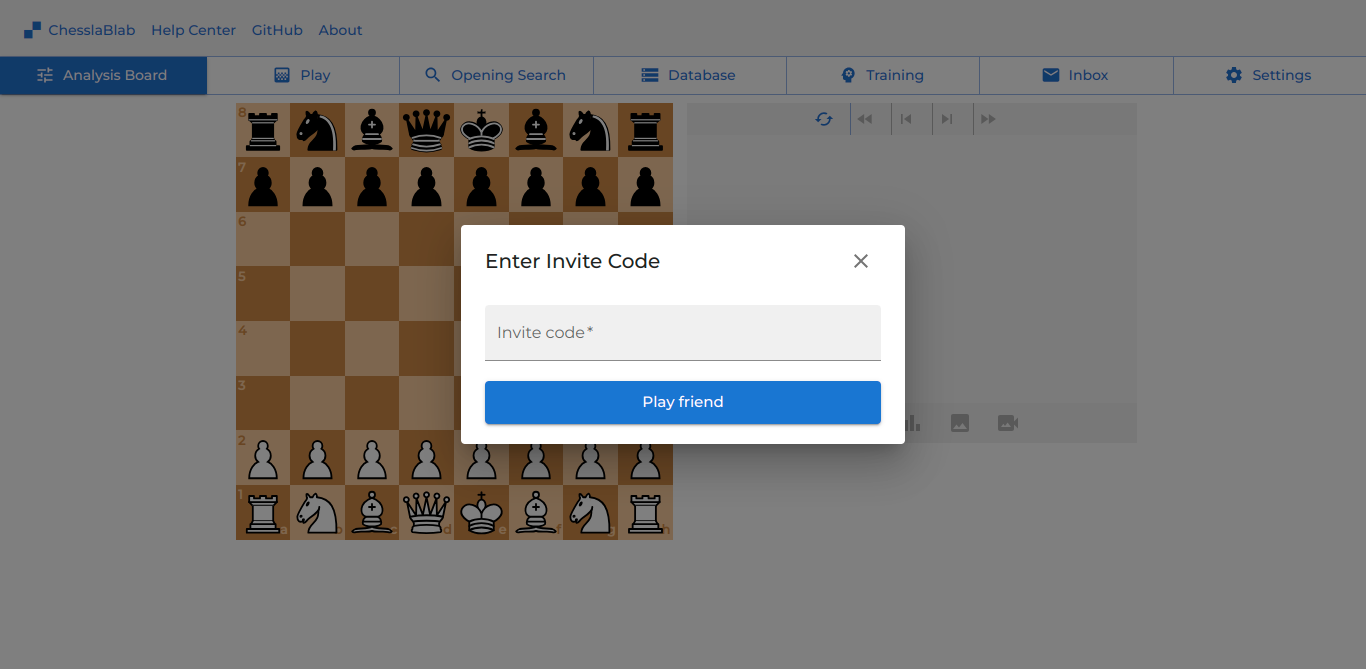 ChesslaBlab Help Center GitHub About
Analysis Board Play Opening Search Database Training Inbox Settings
8
7
6
5
4
3
2
1
a b c d e f g h
Enter Invite Code
Invite code*
Play friend